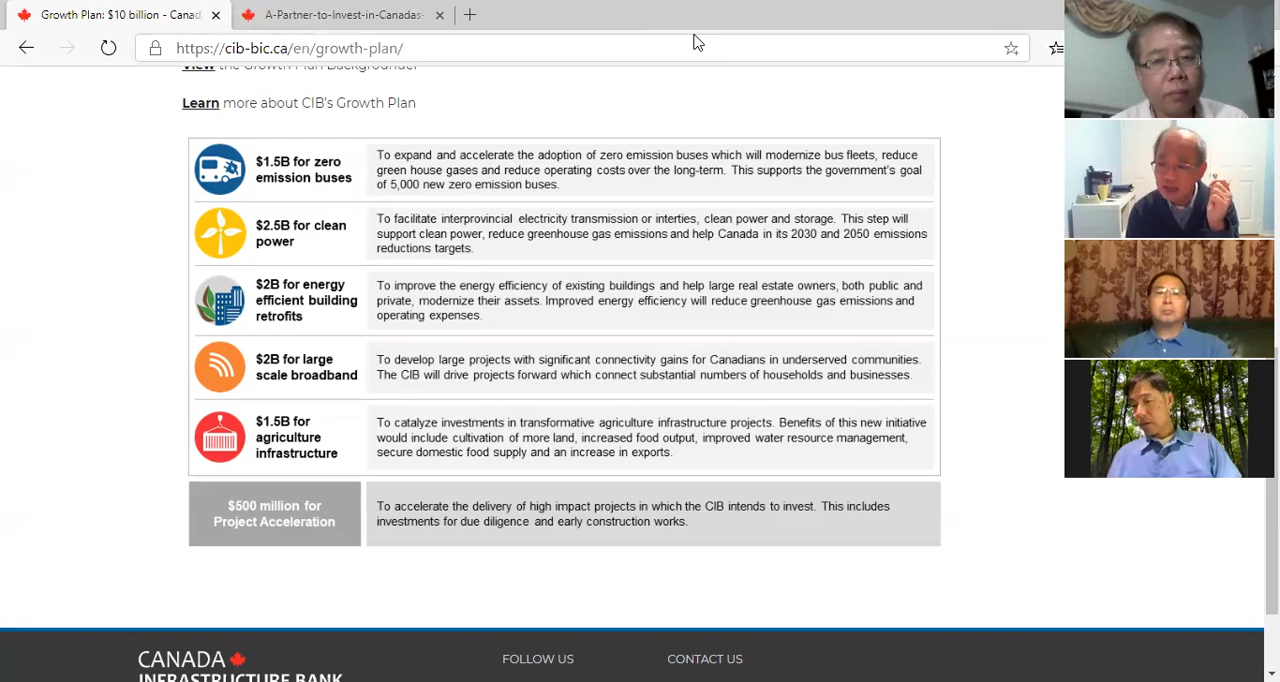 Growth Plan: $10 billion - Canad
A-Partner-to-Invest-in-Canadas-
https://cib-bic.ca/en/growth-plan/
View the Growth Plan Backgrounder
Learn more about CIB's Growth Plan
$1.5B for zero
emission buses
To expand and accelerate the adoption of zero emission buses which will modernize bus fleets, reduce
green house gases and reduce operating costs over the long-term. This supports the government's goal
of 5,000 new zero emission buses.
$2.5B for clean
power
To facilitate interprovincial electricity transmission or interties, clean power and storage. This step will
support clean power, reduce greenhouse gas emissions and help Canada in its 2030 and 2050 emissions
reductions targets.
$2B for energy
efficient building
retrofits
To improve the energy efficiency of existing buildings and help large real estate owners, both public and
private, modernize their assets. Improved energy efficiency will reduce greenhouse gas emissions and
operating expenses.
$2B for large
scale broadband
To develop large projects with significant connectivity gains for Canadians in underserved communities.
The CIB will drive projects forward which connect substantial numbers of households and businesses.
$1.5B for
agriculture
infrastructure
To catalyze investments in transformative agriculture infrastructure projects. Benefits of this new initiative
would include cultivation of more land, increased food output, improved water resource management,
secure domestic food supply and an increase in exports.
$500 million for
Project Acceleration
To accelerate the delivery of high impact projects in which the CIB intends to invest. This includes
investments for due diligence and early construction works.
CANADA
INFRASTRUCTURE BANK
FOLLOW US
CONTACT US